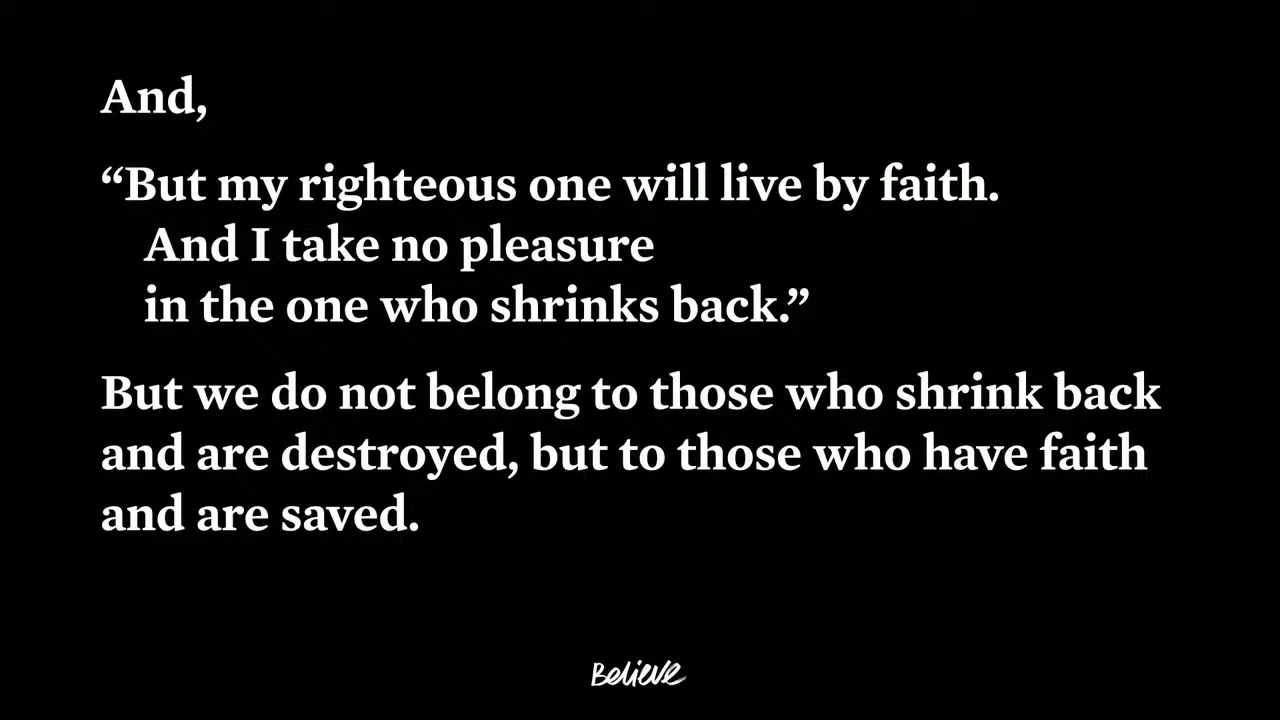 And,
“But my righteous one will live by faith.
And I take no pleasure
in the one who shrinks back.”
But we do not belong to those who shrink back
and are destroyed, but to those who have faith
and are saved.
Believe